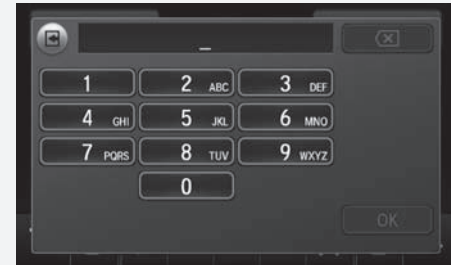 _
1 2 ABC 3 DEF
4 GHI 5 JKL 6 MNO
7 PQRS 8 TUV 9 WXYZ
0
OK